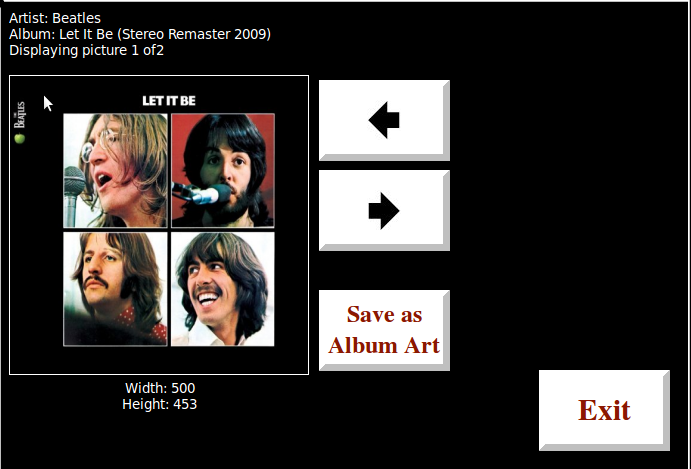 Artist: Beatles
Album: Let It Be (Stereo Remaster 2009)
Displaying picture 1 of2
LET IT BE
THE BEATLES
Save as
Album Art
Width: 500
Height: 453
Exit